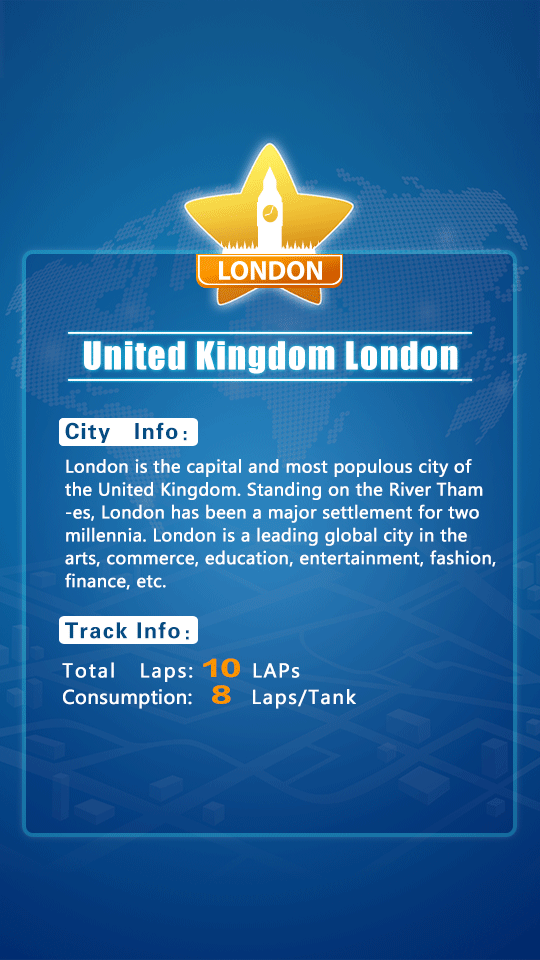 LONDON
United Kingdom London
City Info:
London is the capital and most populous city of
the United Kingdom. Standing on the River Tham
-es, London has been a major settlement for two
millennia. London is a leading global city in the
arts, commerce, education, entertainment, fashion,
finance, etc.
Track Info:
Total Laps: 10 LAPs
Consumption: 8 Laps/Tank